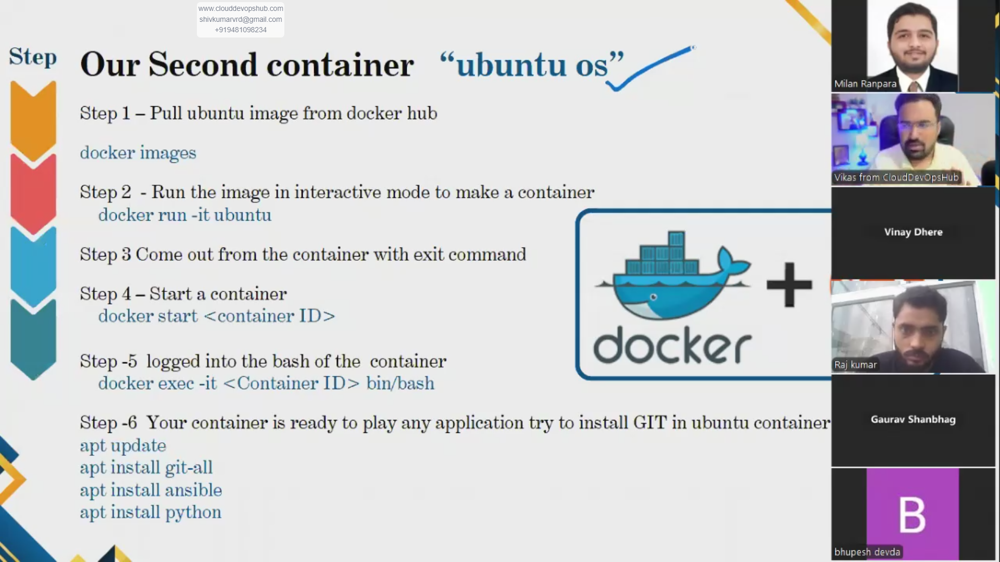 www.clouddevopshub.com
shivkumarvrd@gmail.com
+919481098234
Step
Our Second container “ubuntu os”
Step 1 – Pull ubuntu image from docker hub
docker images
Step 2 - Run the image in interactive mode to make a container
docker run -it ubuntu
Step 3 Come out from the container with exit command
Step 4 – Start a container
docker start <container ID>
Step -5 logged into the bash of the container
docker exec -it <Container ID> bin/bash
Step -6 Your container is ready to play any application try to install GIT in ubuntu container
apt update
apt install git-all
apt install ansible
apt install python
docker
+
Milan Ranpara
Vikas from CloudDevOpsHub
Vinay Dhere
Raj kumar
Gaurav Shanbhag
B
bhupesh devda